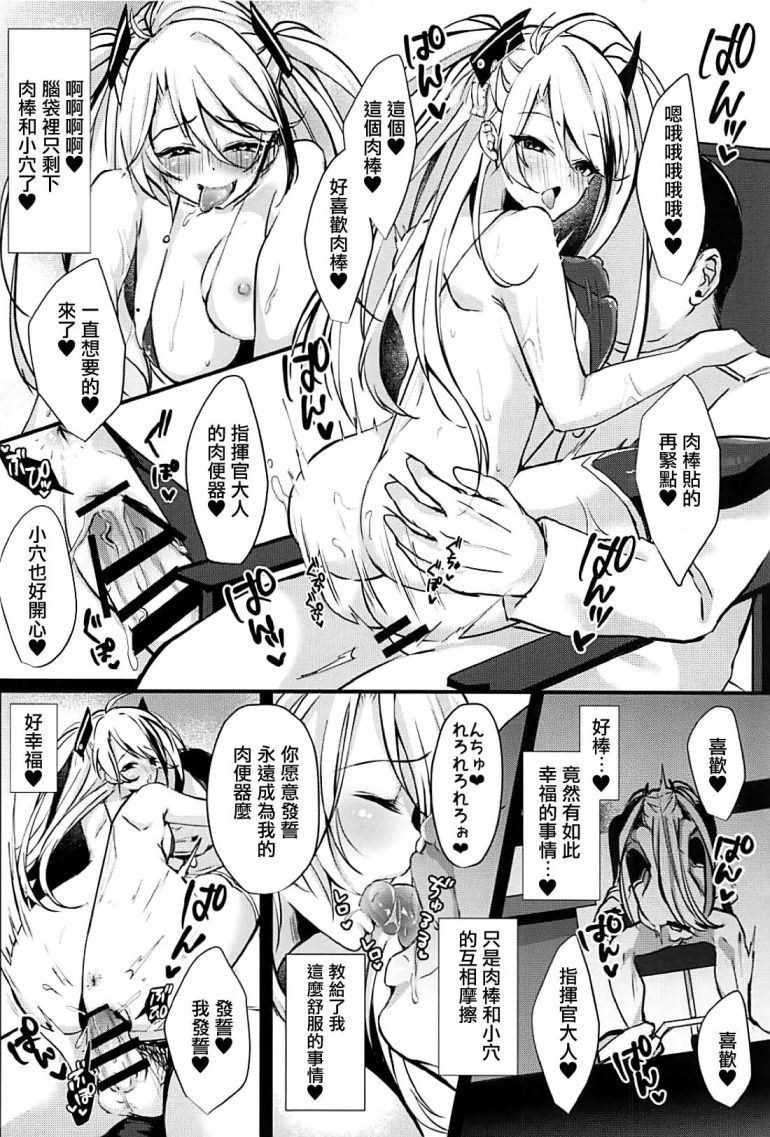 嗯哦哦哦哦哦♥♥
這個♥
這個肉棒♥
好喜歡肉棒♥
肉棒貼的
再緊點♥
啊啊啊啊♥
腦袋裡只剩下
肉棒和小穴了♥
一直想要的♥
來了♥
指揮官大人
的肉便器♥
小穴也好開心♥
ぱんッ♥
ぱんッ♥
ぱんッ♥
ぱんッ♥
ぱんッ♥
喜歡♥
好棒…♥
竟然有如此
幸福的事情…♥
指揮官大人♥
喜歡♥
ぱんッ♥
ぱんッ♥
んちゅ♥
れろれろれろぉ♥
只是肉棒和小穴
的互相摩擦
教給了我
這麼舒服的事情♥
你愿意發誓
永遠成為我的
肉便器麼
好幸福♥
發誓♥
我發誓♥
ぱんッ♥